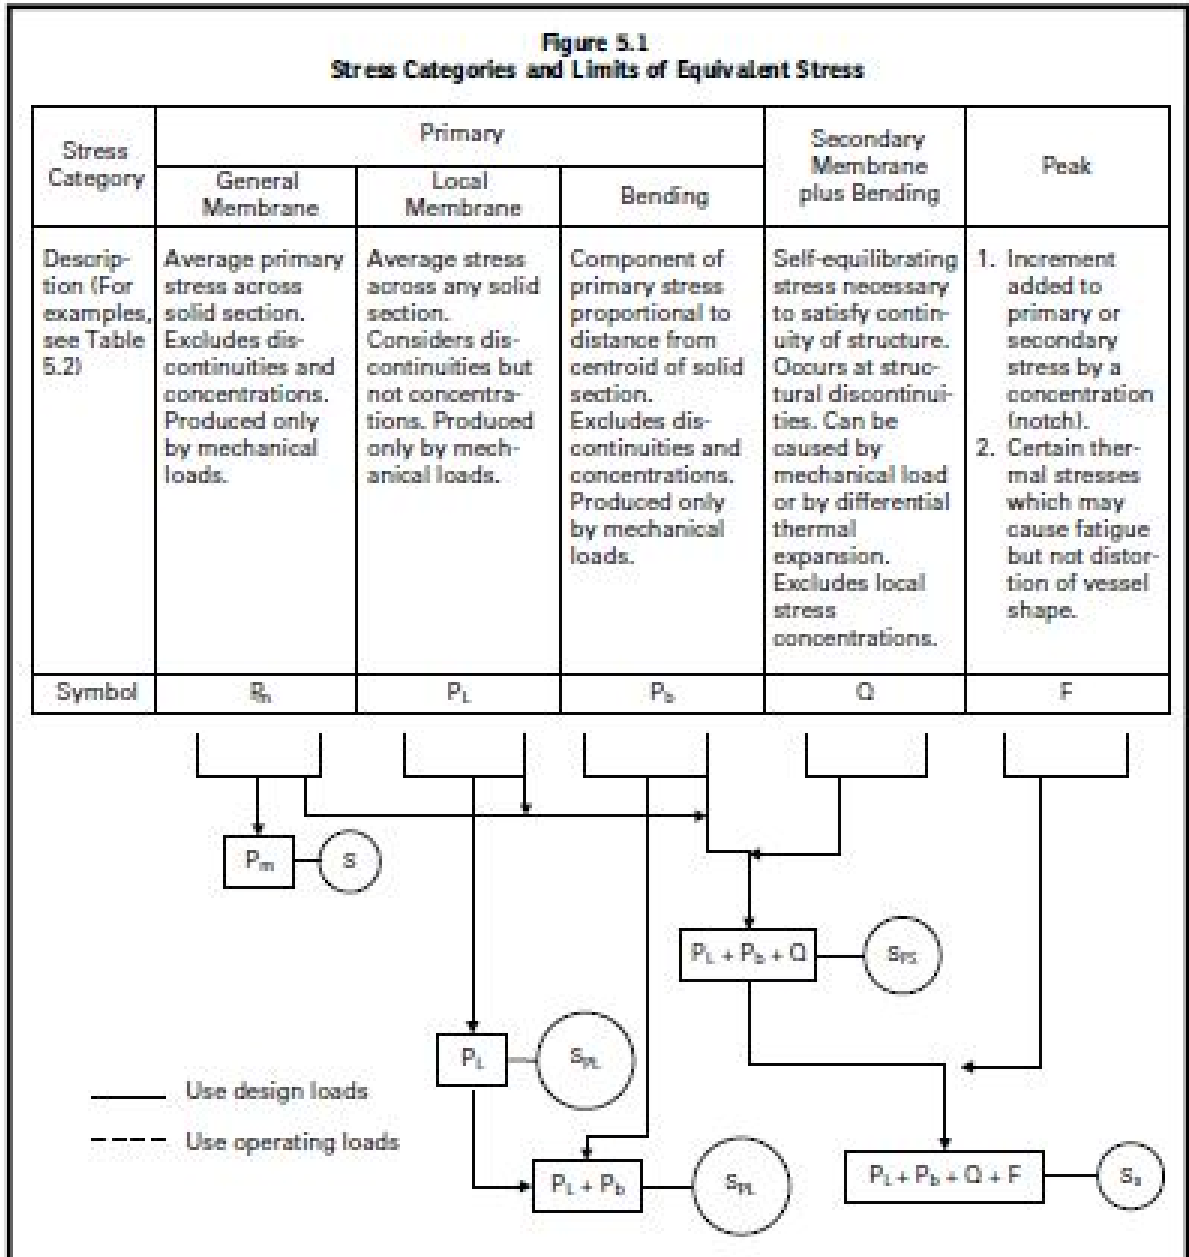 Figure 5.1
Stress Categories and Limits of Equivalent Stress
Stress
Category
Primary
General
Membrane
Local
Membrane
Bending
Secondary
Membrane
plus Bending
Peak
Descrip-
tion (For
examples,
see Table
5.2)
Average primary
stress across
solid section.
Excludes dis-
continuities and
concentrations.
Produced only
by mechanical
loads.
Average stress
across any solid
section.
Considers dis-
continuities but
not concentra-
tions. Produced
only by mech-
anical loads.
Component of
primary stress
proportional to
distance from
centroid of solid
section.
Excludes dis-
continuities and
concentrations.
Produced only
by mechanical
loads.
Self-equilibrating
stress necessary
to satisfy contin-
uity of structure.
Occurs at struc-
tural discontinui-
ties. Can be
caused by
mechanical load
or by differential
thermal
expansion.
Excludes local
stress
concentrations.
1. Increment
added to
primary or
secondary
stress by a
concentration
(notch).
2. Certain ther-
mal stresses
which may
cause fatigue
but not distor-
tion of vessel
shape.
Symbol
Pm
PL
Pb
Q
F
Pm
S
PL + Pb + Q
SPS
PL
SPL
Use design loads
Use operating loads
PL + Pb
SPL
PL + Pb + Q + F
Sa